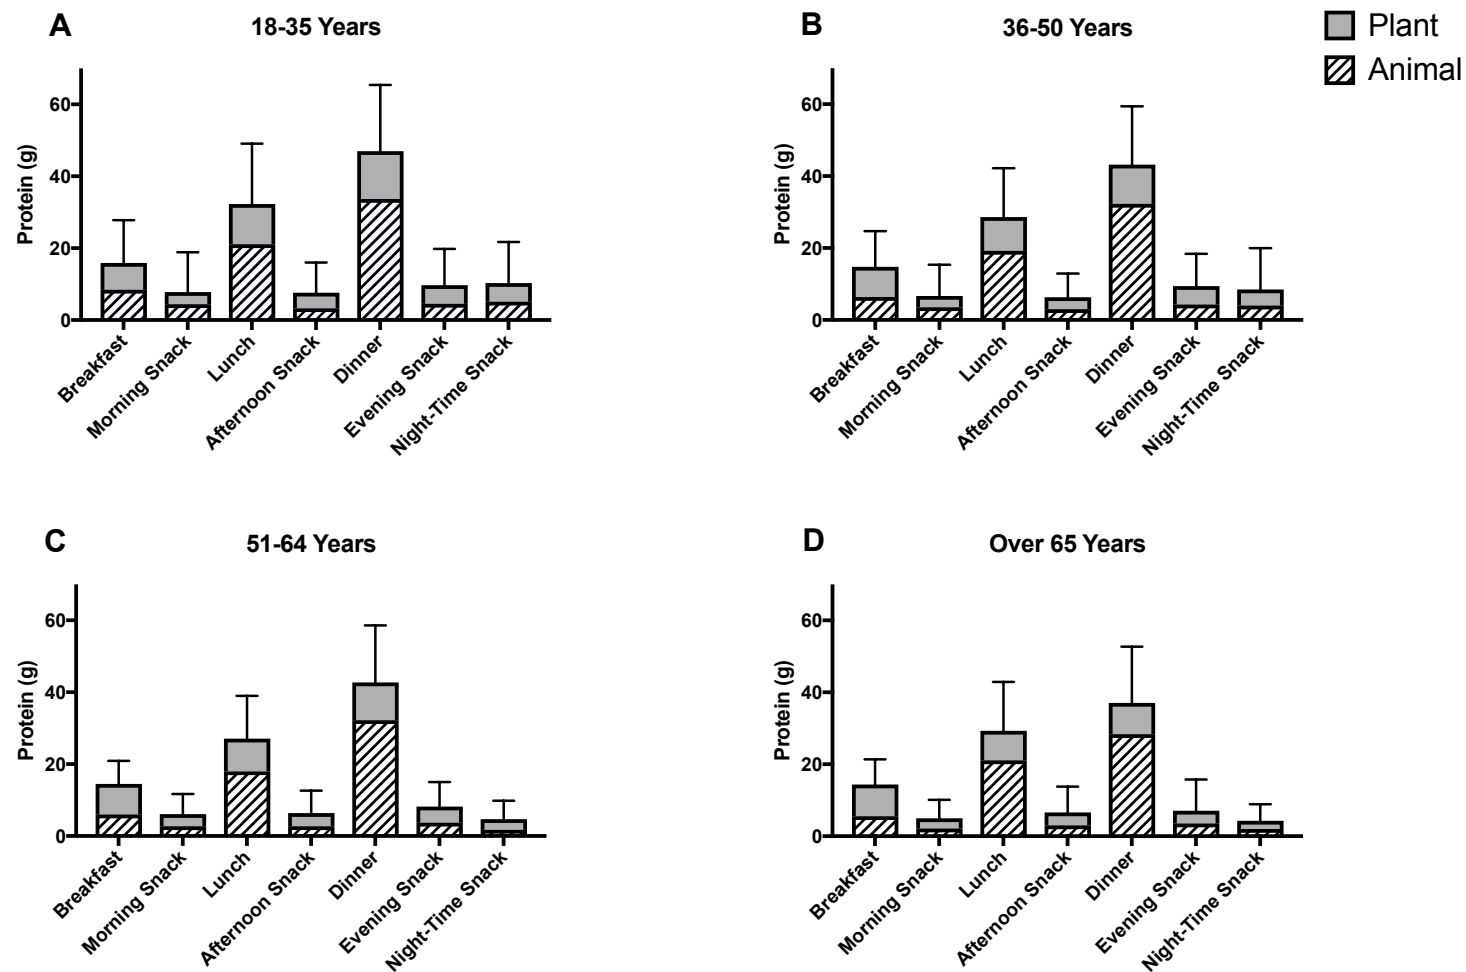 A
18-35 Years
Protein (g)
60
40
20
0
Breakfast
Morning Snack
Lunch
Afternoon Snack
Dinner
Evening Snack
Night-Time Snack
B
36-50 Years
Protein (g)
60
40
20
0
Breakfast
Morning Snack
Lunch
Afternoon Snack
Dinner
Evening Snack
Night-Time Snack
Plant
Animal
C
51-64 Years
Protein (g)
60
40
20
0
Breakfast
Morning Snack
Lunch
Afternoon Snack
Dinner
Evening Snack
Night-Time Snack
D
Over 65 Years
Protein (g)
60
40
20
0
Breakfast
Morning Snack
Lunch
Afternoon Snack
Dinner
Evening Snack
Night-Time Snack